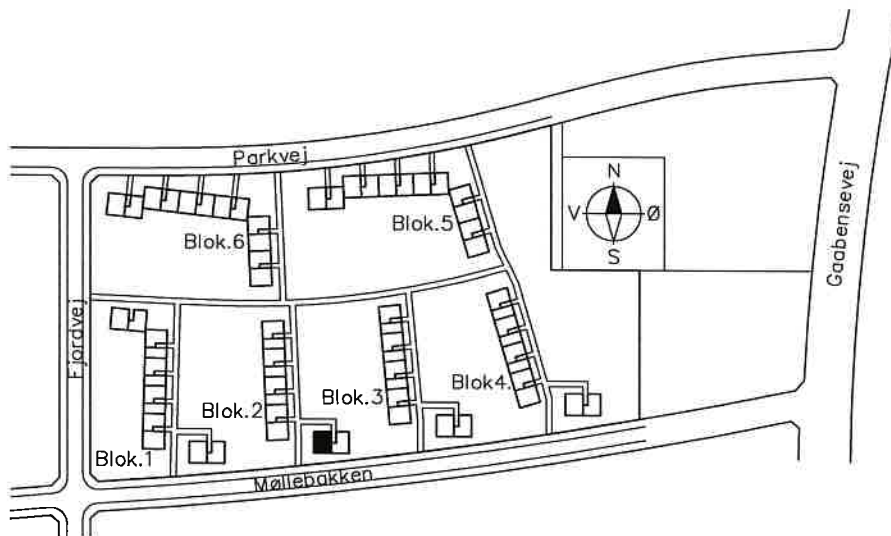 Parkvej
N
V
Ø
S
Gaabensevej
Blok.6
Blok.5
Fjordvej
Blok.1
Blok.2
Blok.3
Blok4.
Møllebakken